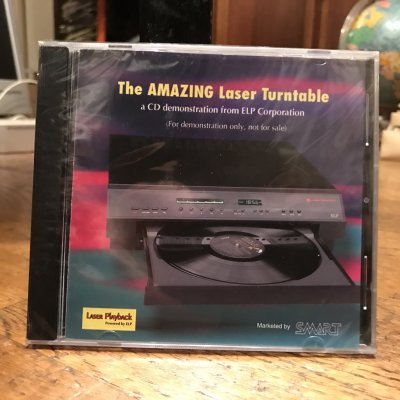 The AMAZING Laser Turntable
a CD demonstration from ELP Corporation
(For demonstration only, not for sale)
ELP
LASER PLAYBACK
Powered by ELP
Marketed by SMART